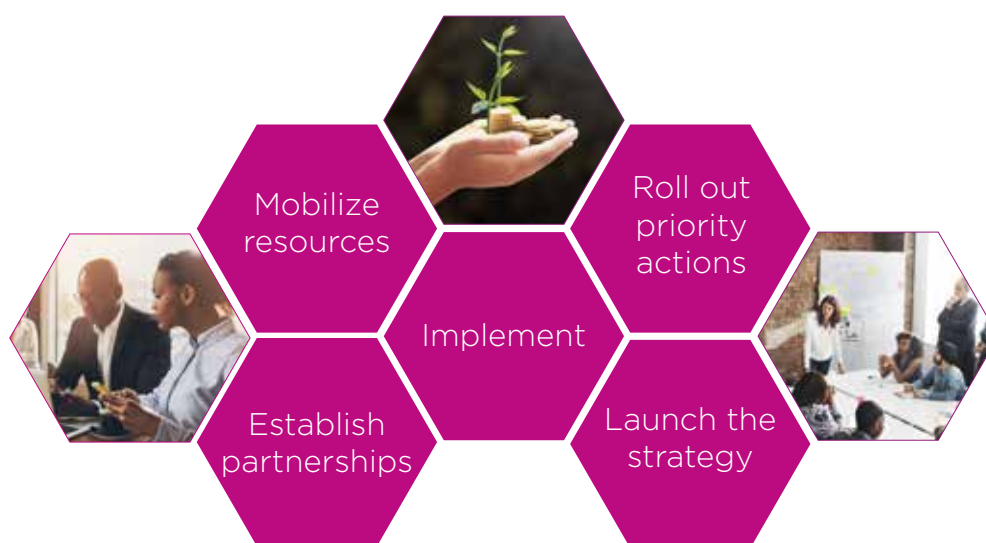 Mobilize
resources
Roll out
priority
actions
Implement
Establish
partnerships
Launch the
strategy